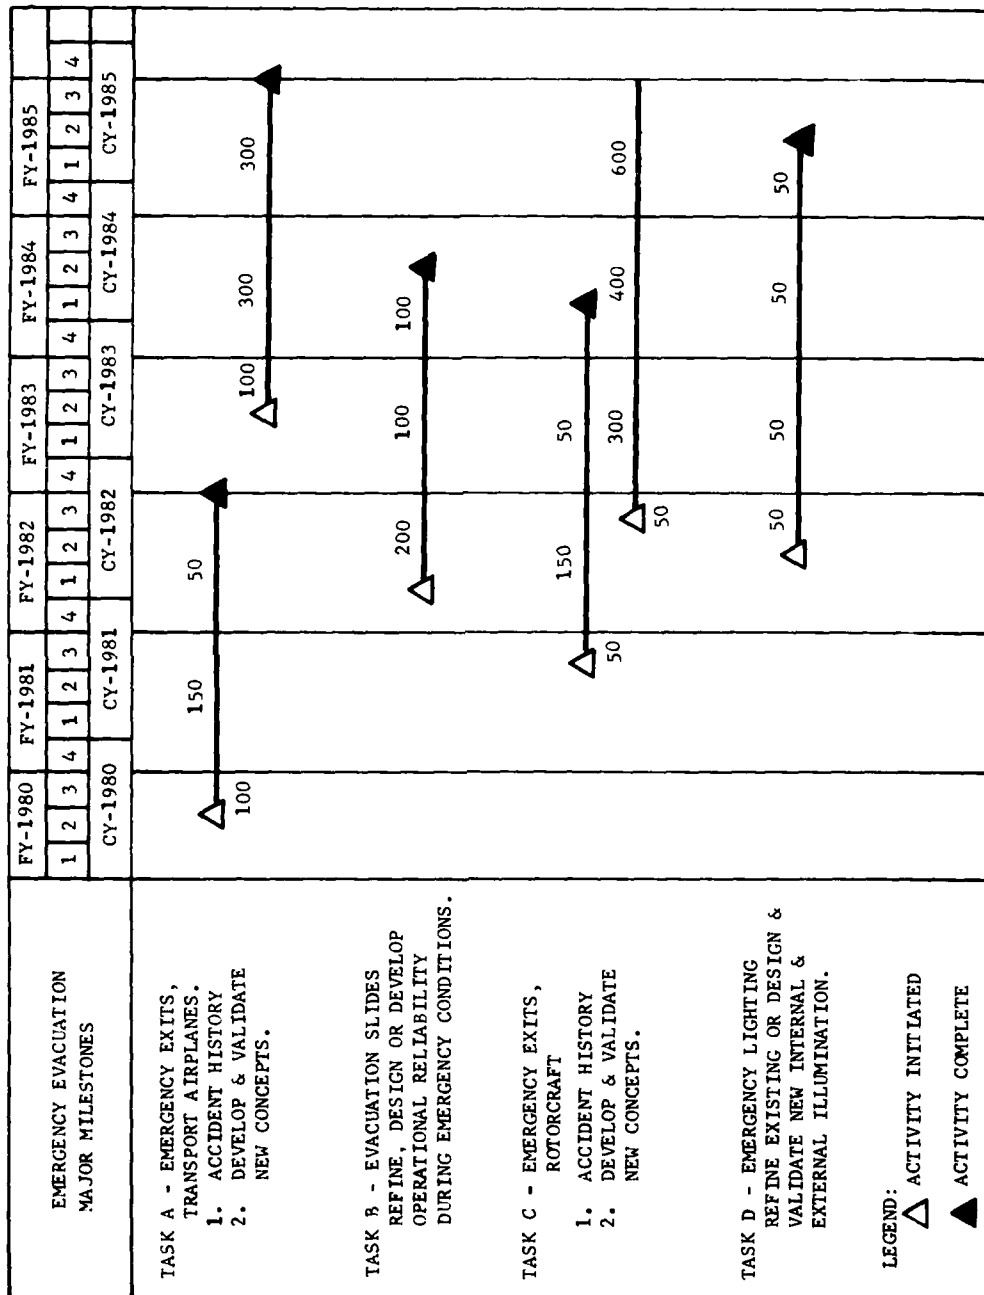 EMERGENCY EVACUATION
MAJOR MILESTONES
FY-1980 FY-1981 FY-1982 FY-1983 FY-1984 FY-1985
1 2 3 4 1 2 3 4 1 2 3 4 1 2 3 4 1 2 3 4 1 2 3 4
CY-1980 CY-1981 CY-1982 CY-1983 CY-1984 CY-1985
TASK A - EMERGENCY EXITS,
TRANSPORT AIRPLANES.
1. ACCIDENT HISTORY
2. DEVELOP & VALIDATE
NEW CONCEPTS.
150 50
100
100 300 300
TASK B - EVACUATION SLIDES
REFINE, DESIGN OR DEVELOP
OPERATIONAL RELIABILITY
DURING EMERGENCY CONDITIONS.
200 100 100
TASK C - EMERGENCY EXITS,
ROTORCRAFT
1. ACCIDENT HISTORY
2. DEVELOP & VALIDATE
NEW CONCEPTS.
150 50
50
300 400 600
50
TASK D - EMERGENCY LIGHTING
REFINE EXISTING OR DESIGN &
VALIDATE NEW INTERNAL &
EXTERNAL ILLUMINATION.
50 50 50 50
LEGEND:
ACTIVITY INITIATED
ACTIVITY COMPLETE